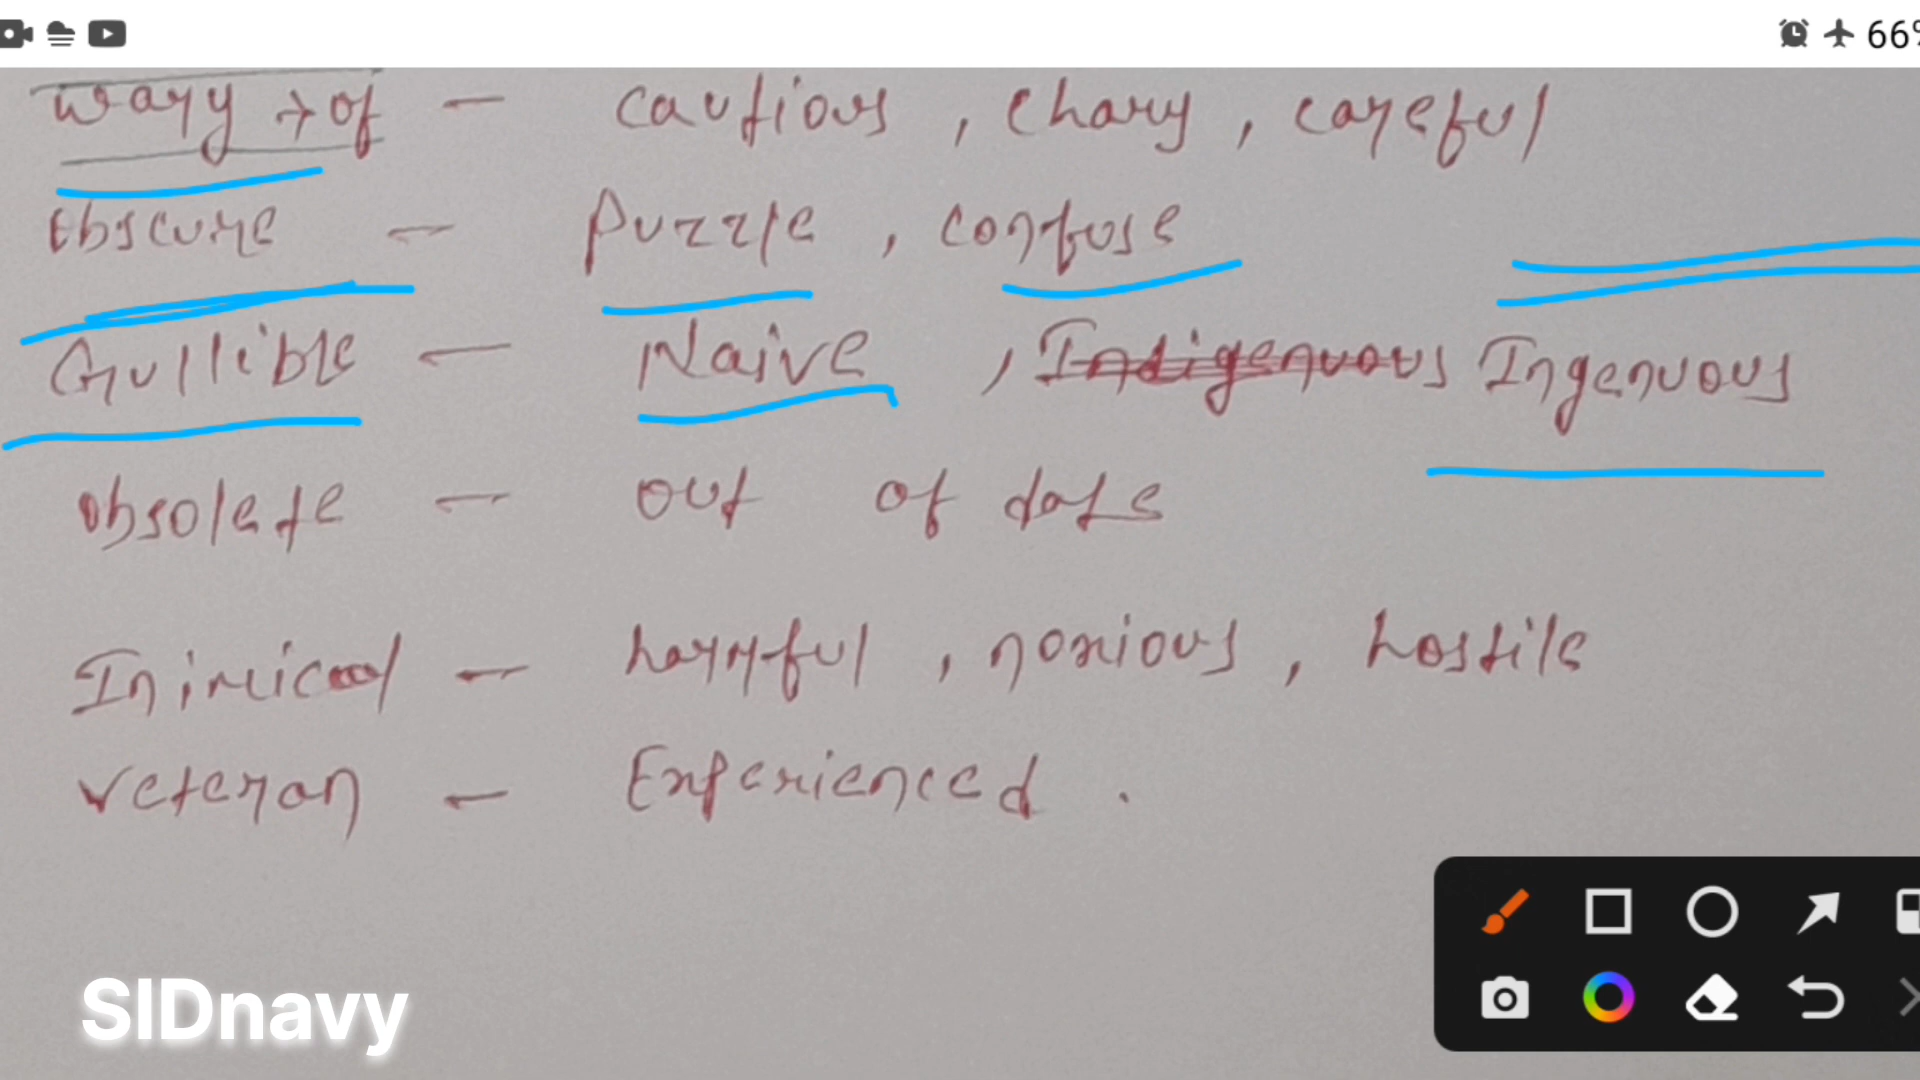 66%
wary → of - cautious , chary , careful
Obscure - Puzzle , confuse
Gullible - Naive , Indigenuous Ingenuous
obsolete - out of date
Inimical - harmful , noxious , hostile
veteran - Experienced .
SIDnavy